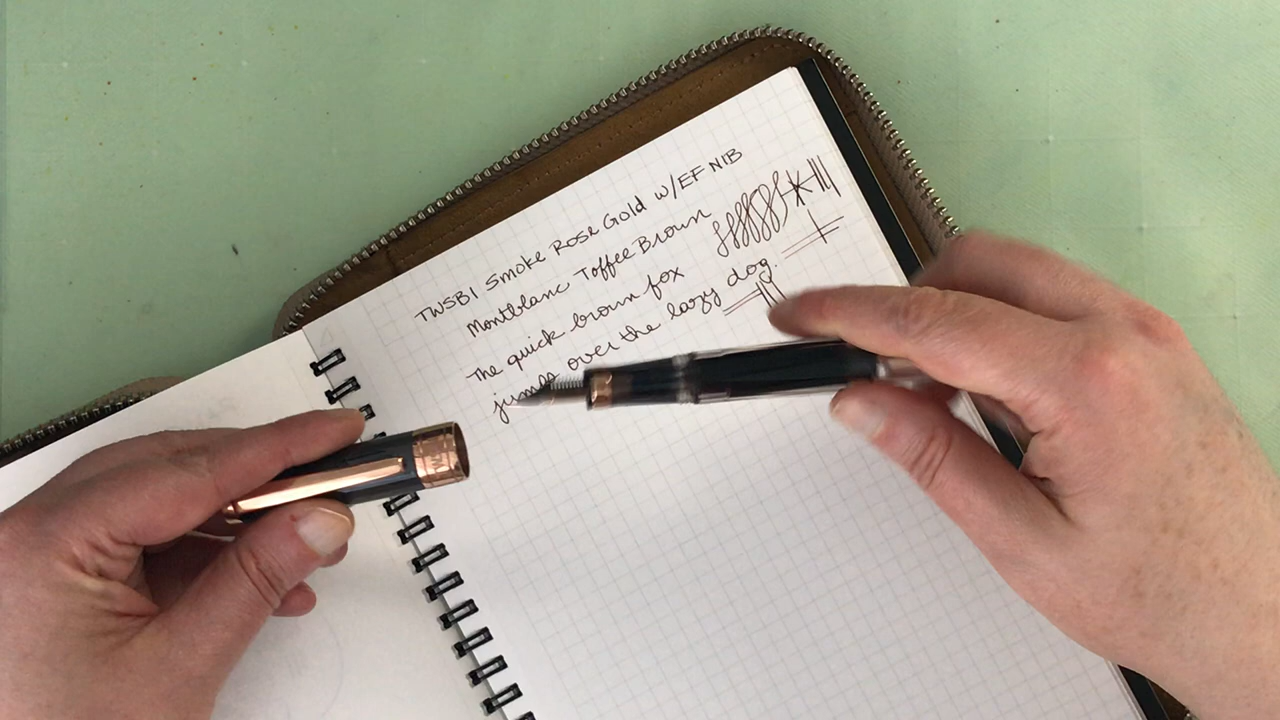 TWSBI Smoke Rose Gold w/EF NIB
Montblanc Toffee Brown
The quick brown fox
jumps over the lazy dog.